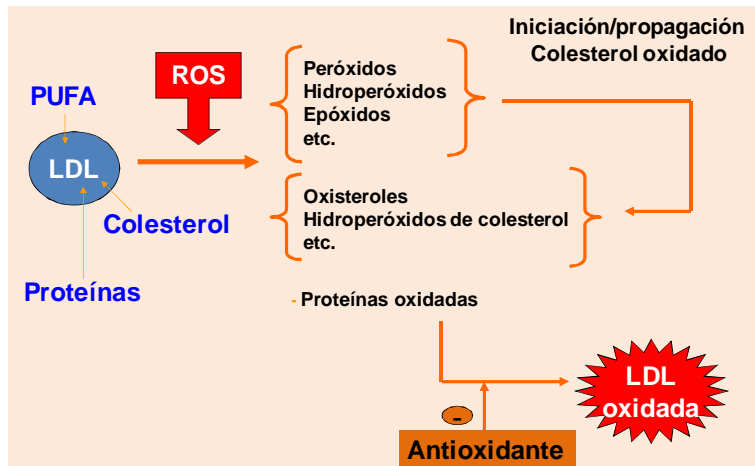 Iniciación/propagación
Colesterol oxidado
ROS
PUFA
LDL
Colesterol
Proteínas
Peróxidos
Hidroperóxidos
Epóxidos
etc.
Oxisteroles
Hidroperóxidos de colesterol
etc.
- Proteínas oxidadas
LDL
oxidada
-
Antioxidante